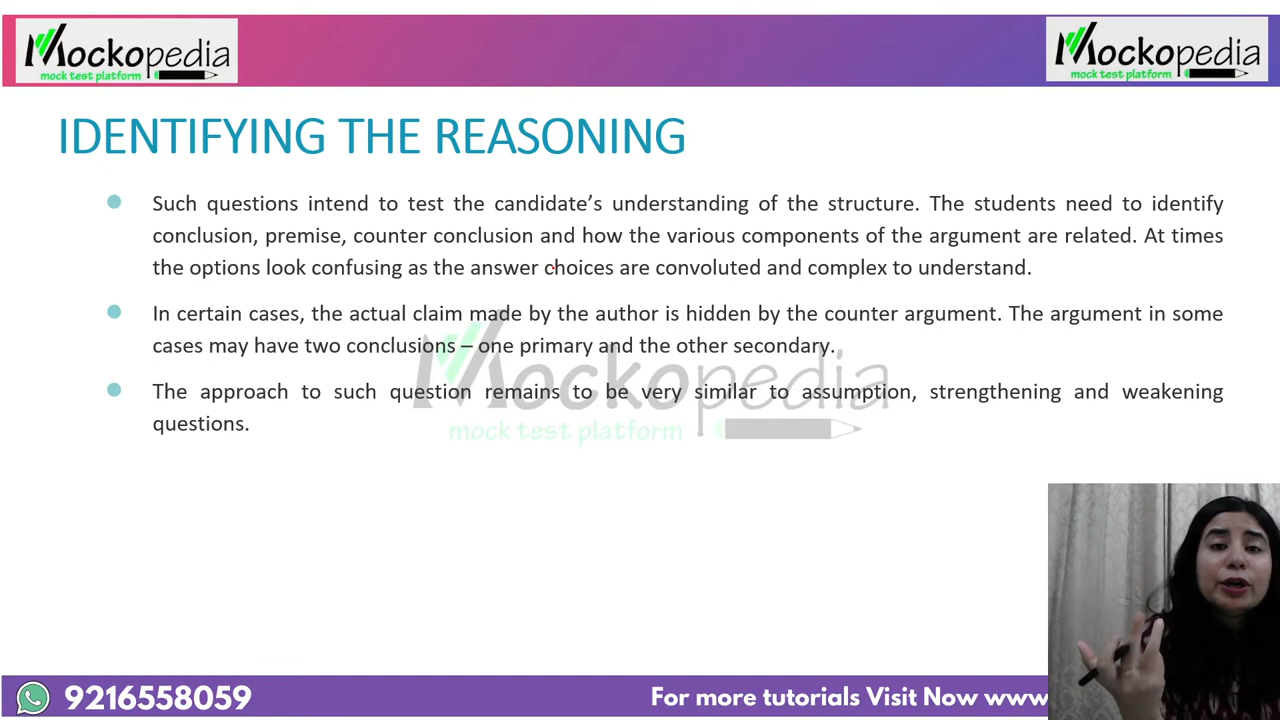 Mockopedia
mock test platform
Mockopedia
mock test platform
IDENTIFYING THE REASONING
Such questions intend to test the candidate’s understanding of the structure. The students need to identify
conclusion, premise, counter conclusion and how the various components of the argument are related. At times
the options look confusing as the answer choices are convoluted and complex to understand.
In certain cases, the actual claim made by the author is hidden by the counter argument. The argument in some
cases may have two conclusions – one primary and the other secondary.
The approach to such question remains to be very similar to assumption, strengthening and weakening
questions.
Mockopedia
mock test platform
9216558059
For more tutorials Visit Now www